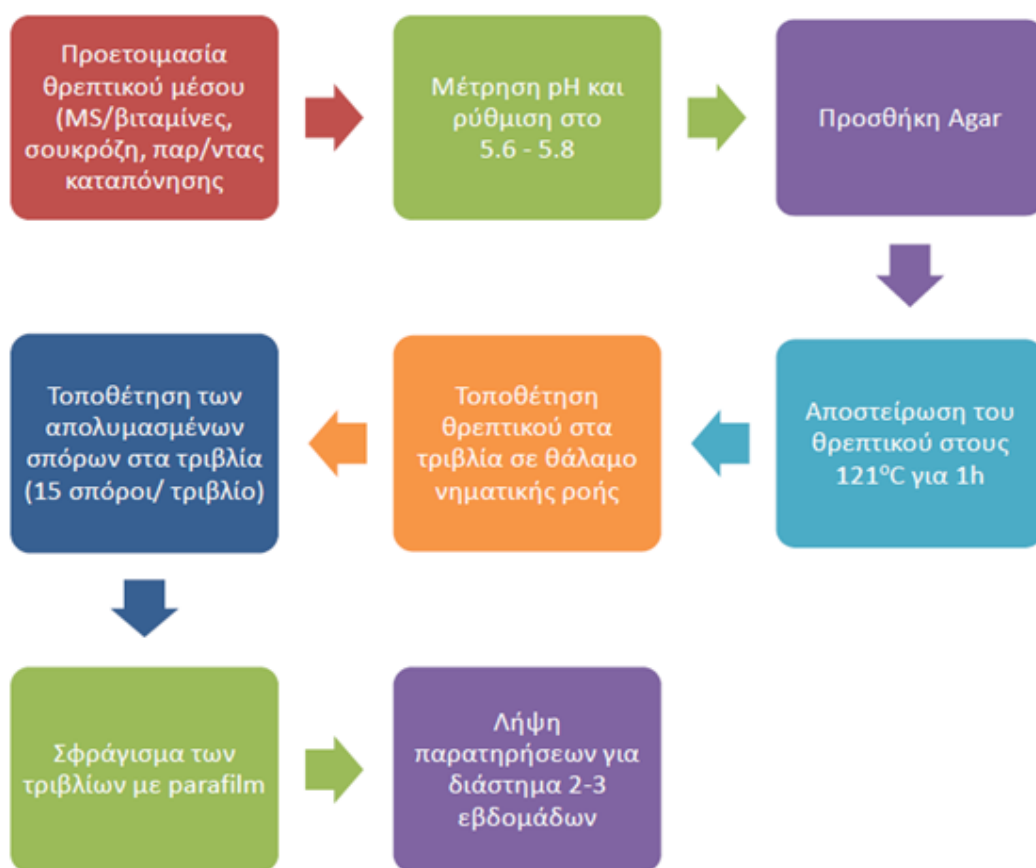 Προετοιμασία
θρεπτικού μέσου
(MS/βιταμίνες,
σουκρόζη, παρ/ντας
καταπόνησης
Μέτρηση pH και
ρύθμιση στο
5.6 - 5.8
Προσθήκη Agar
Αποστείρωση του
θρεπτικού στους
121°C για 1h
Τοποθέτηση
θρεπτικού στα
τριβλία σε θάλαμο
νηματικής ροής
Τοποθέτηση των
απολυμασμένων
σπόρων στα τριβλία
(15 σπόροι/ τριβλίο)
Σφράγισμα των
τριβλίων με parafilm
Λήψη
παρατηρήσεων για
διάστημα 2-3
εβδομάδων